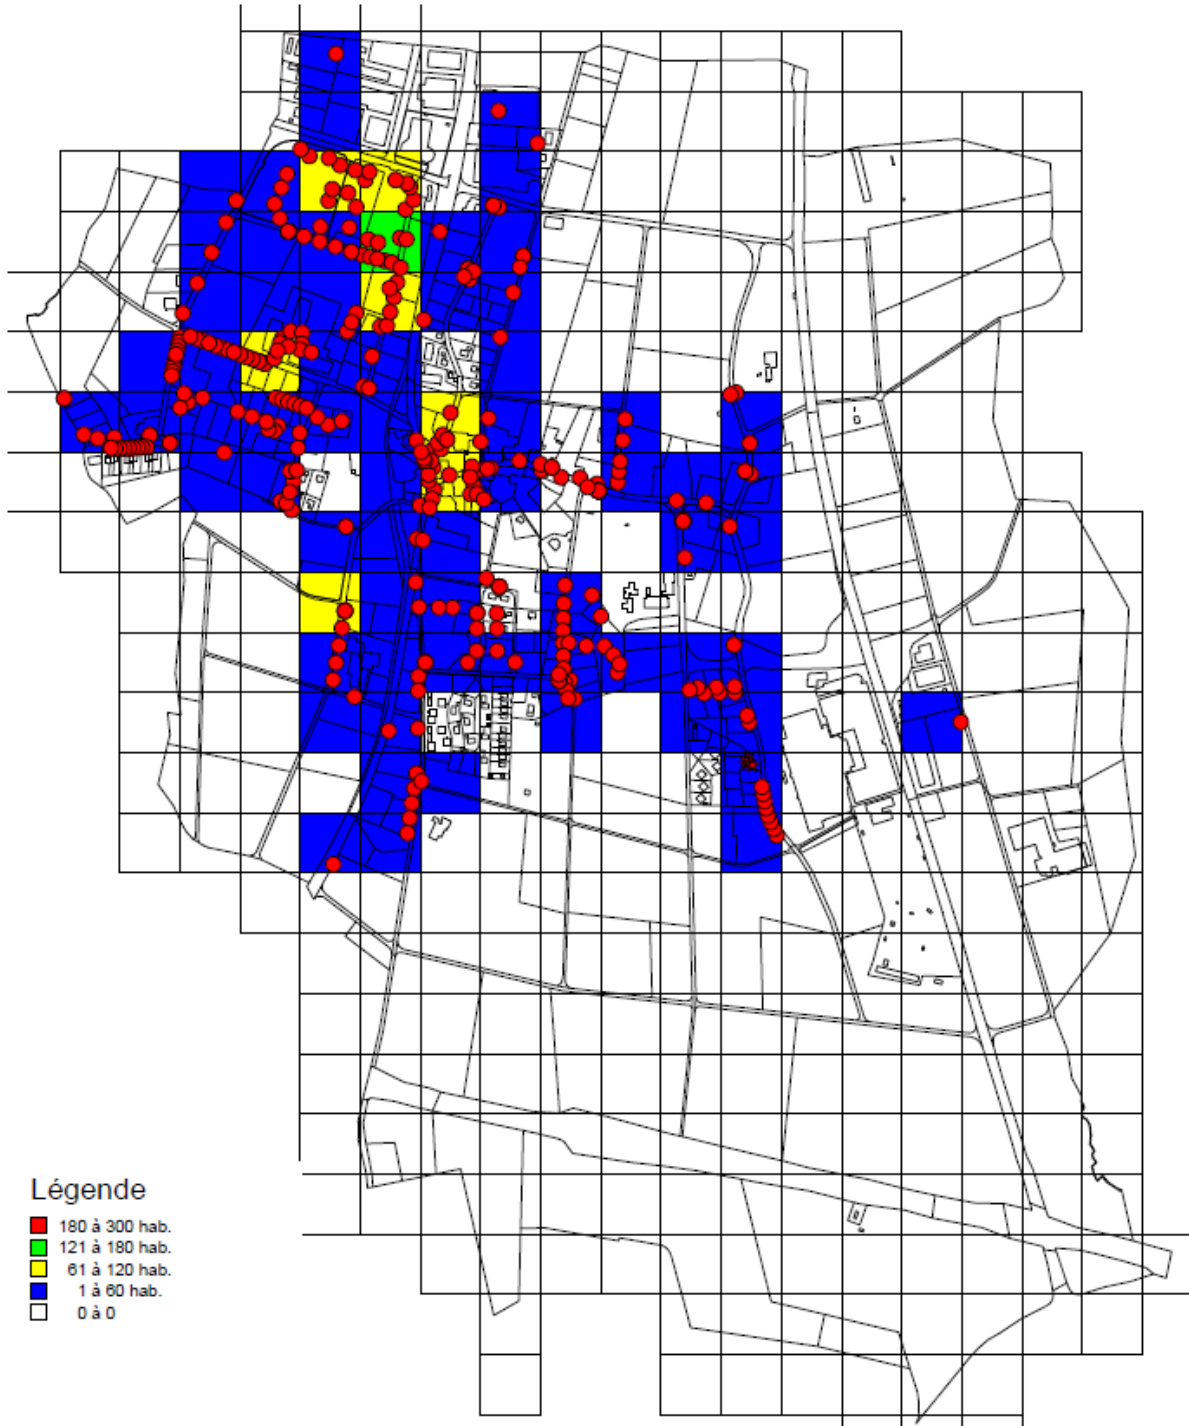 Légende
180 à 300 hab.
121 à 180 hab.
61 à 120 hab.
1 à 60 hab.
0 à 0